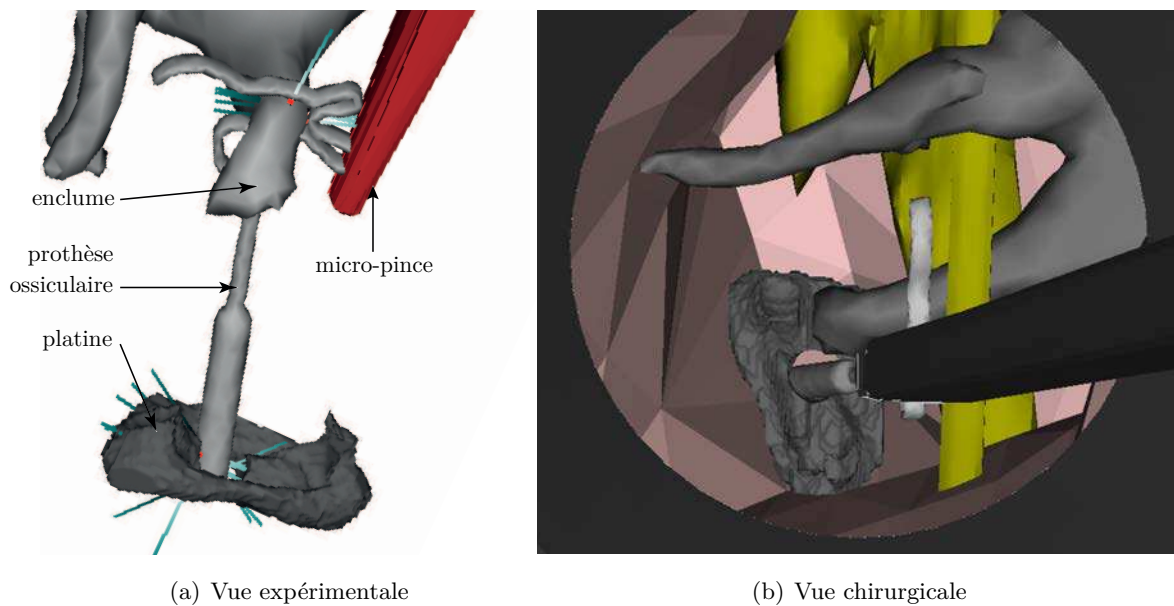 enclume
prothèse
ossiculaire
micro-pince
platine
(a) Vue expérimentale
(b) Vue chirurgicale